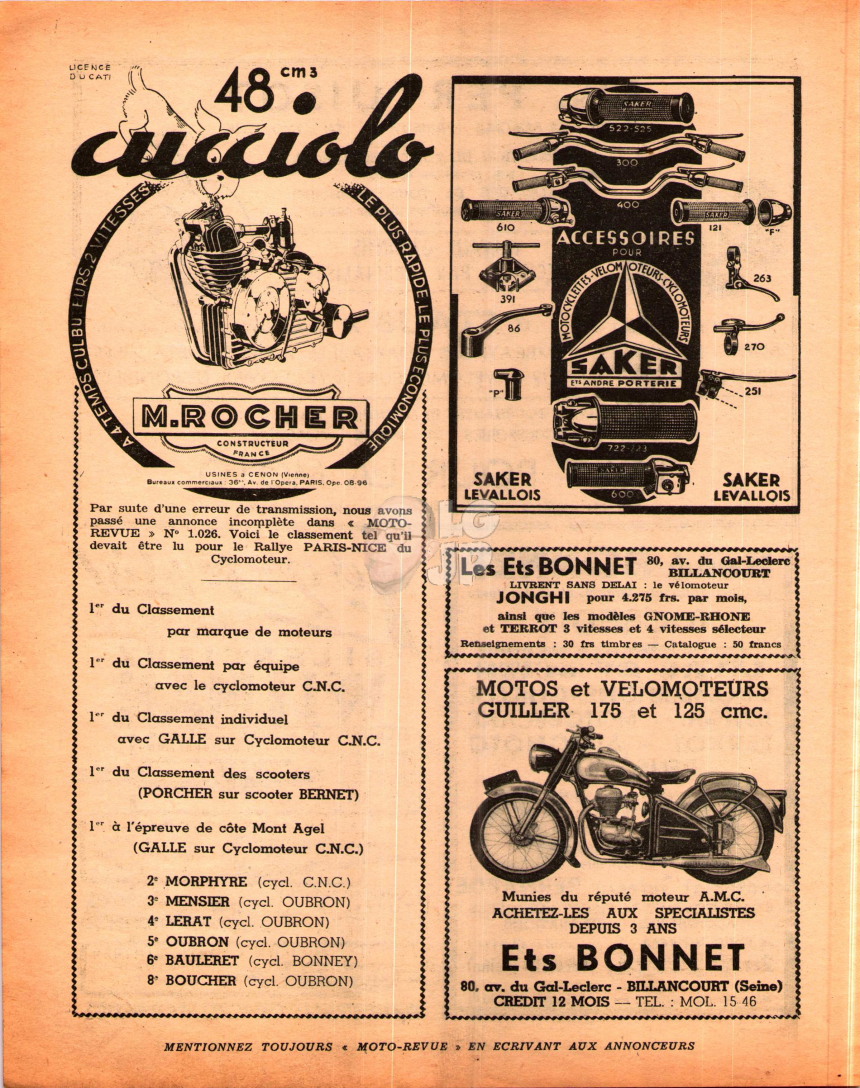 LICENCE
DUCATI
48 cm3
cucciolo
A 4 TEMPS. CULBUTEURS. 2 VITESSES
LE PLUS RAPIDE. LE PLUS ECONOMIQUE
M.ROCHER
CONSTRUCTEUR
FRANCE
USINES à CENON (Vienne)
Bureaux commerciaux : 36bis, Av. de l'Opéra, PARIS. Ope. 08-96
Par suite d'une erreur de transmission, nous avons
passé une annonce incomplète dans « MOTO-
REVUE » N° 1.026. Voici le classement tel qu'il
devait être lu pour le Rallye PARIS-NICE du
Cyclomoteur.
1er du Classement
par marque de moteurs
1er du Classement par équipe
avec le cyclomoteur C.N.C.
1er du Classement individuel
avec GALLE sur Cyclomoteur C.N.C.
1er du Classement des scooters
(PORCHER sur scooter BERNET)
1er à l'épreuve de côte Mont Agel
(GALLE sur Cyclomoteur C.N.C.)
2e MORPHYRE (cycl. C.N.C.)
3e MENSIER (cycl. OUBRON)
4e LERAT (cycl. OUBRON)
5e OUBRON (cycl. OUBRON)
6e BAULERET (cycl. BONNEY)
8e BOUCHER (cycl. OUBRON)
SAKER
522-525
300
400
SAKER
610
SAKER
121
"F"
ACCESSOIRES
POUR
MOTOCYCLETTES-VELOMOTEURS-CYCLOMOTEURS
391
263
86
270
SAKER
ETS ANDRE PORTERIE
"P"
251
722-723
SAKER
600
SAKER
LEVALLOIS
SAKER
LEVALLOIS
Les Ets BONNET 80, av. du Gal-Leclerc
BILLANCOURT
LIVRENT SANS DELAI : le vélomoteur
JONGHI pour 4.275 frs. par mois,
ainsi que les modèles GNOME-RHONE
et TERROT 3 vitesses et 4 vitesses sélecteur
Renseignements : 30 frs timbres — Catalogue : 50 francs
MOTOS et VELOMOTEURS
GUILLER 175 et 125 cmc.
Munies du réputé moteur A.M.C.
ACHETEZ-LES AUX SPECIALISTES
DEPUIS 3 ANS
Ets BONNET
80, av. du Gal-Leclerc - BILLANCOURT (Seine)
CREDIT 12 MOIS — TEL. : MOL. 15 46
MENTIONNEZ TOUJOURS « MOTO-REVUE » EN ECRIVANT AUX ANNONCEURS